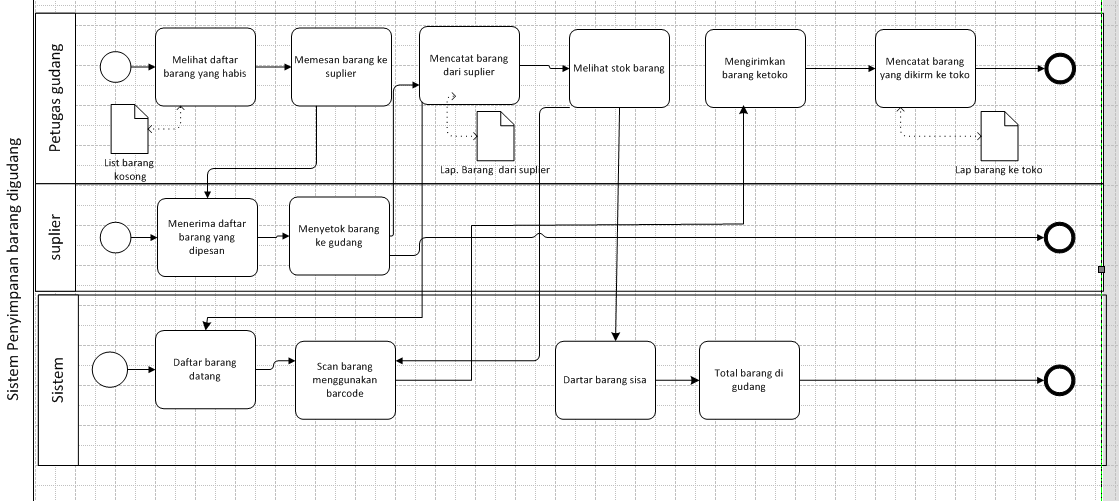 Sistem Penyimpanan barang digudang
Petugas gudang
Melihat daftar
barang yang habis
Memesan barang ke
suplier
Mencatat barang
dari suplier
Melihat stok barang
Mengirimkan
barang ketoko
Mencatat barang
yang dikirm ke toko
List barang
kosong
Lap. Barang dari suplier
Lap barang ke toko
suplier
Menerima daftar
barang yang
dipesan
Menyetok barang
ke gudang
Sistem
Daftar barang
datang
Scan barang
menggunakan
barcode
Dartar barang sisa
Total barang di
gudang